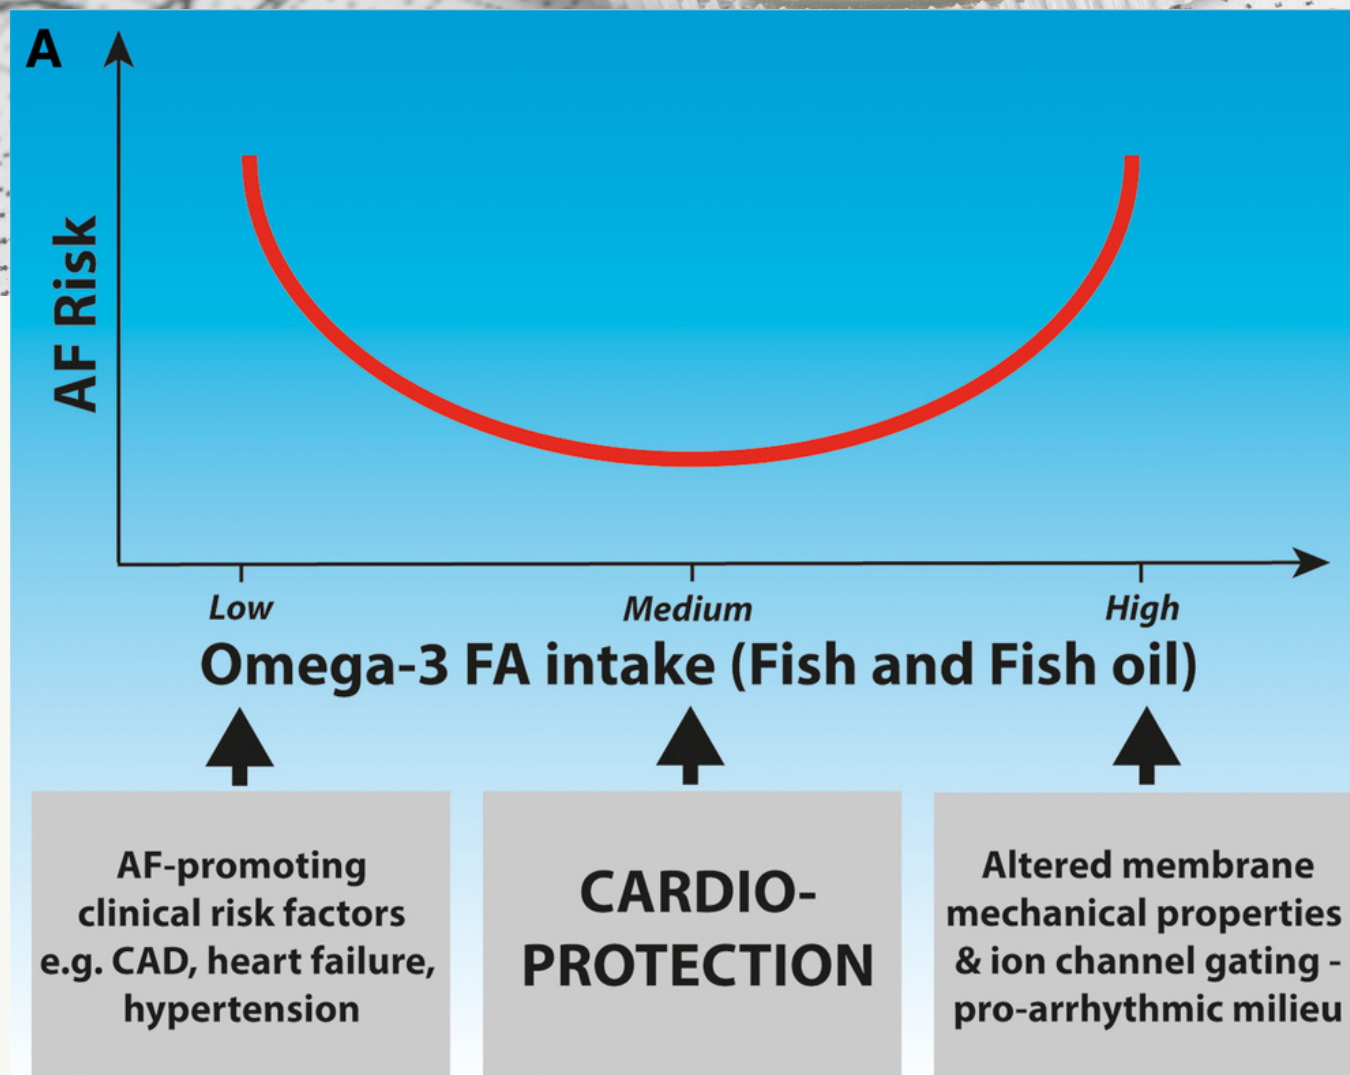 A
AF Risk
Low
Medium
High
Omega-3 FA intake (Fish and Fish oil)
AF-promoting
clinical risk factors
e.g. CAD, heart failure,
hypertension
CARDIO-
PROTECTION
Altered membrane
mechanical properties
& ion channel gating -
pro-arrhythmic milieu